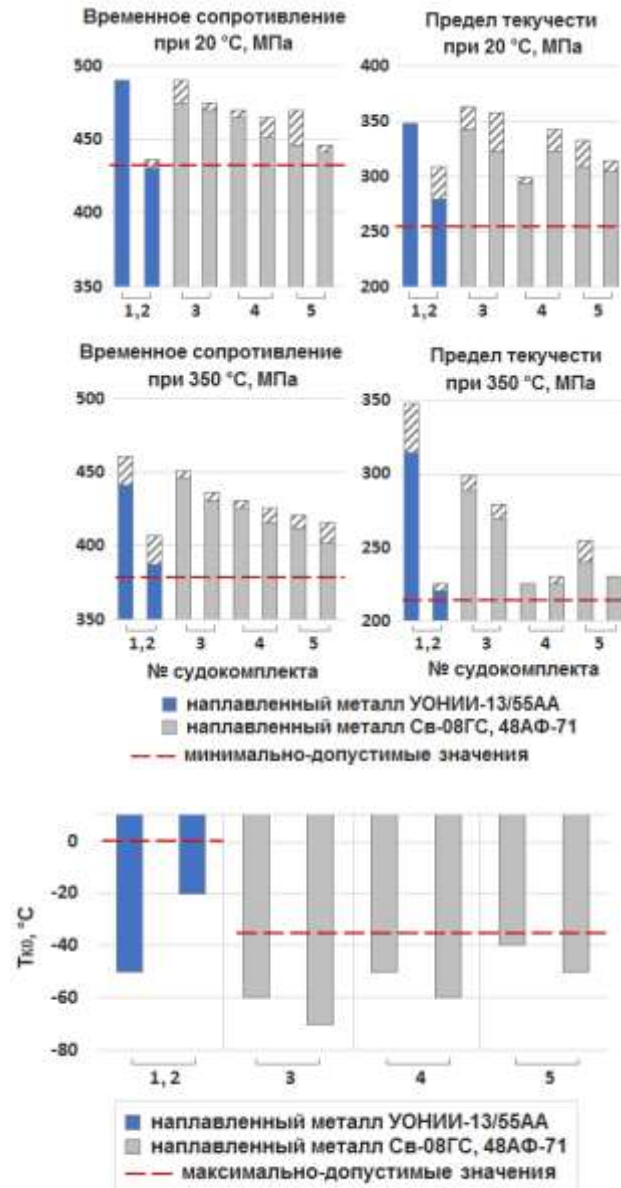 Временное сопротивление
при 20 °С, МПа
500
450
400
350
1,2
3
4
5
Предел текучести
при 20 °С, МПа
400
350
300
250
200
1,2
3
4
5
Временное сопротивление
при 350 °С, МПа
500
450
400
350
1,2
3
4
5
№ судокомплекта
Предел текучести
при 350 °С, МПа
350
300
250
200
1,2
3
4
5
№ судокомплекта
наплавленный металл УОНИИ-13/55АА
наплавленный металл Св-08ГС, 48АФ-71
минимально-допустимые значения
Тк0, °С
0
-20
-40
-60
-80
1, 2
3
4
5
наплавленный металл УОНИИ-13/55АА
наплавленный металл Св-08ГС, 48АФ-71
максимально-допустимые значения